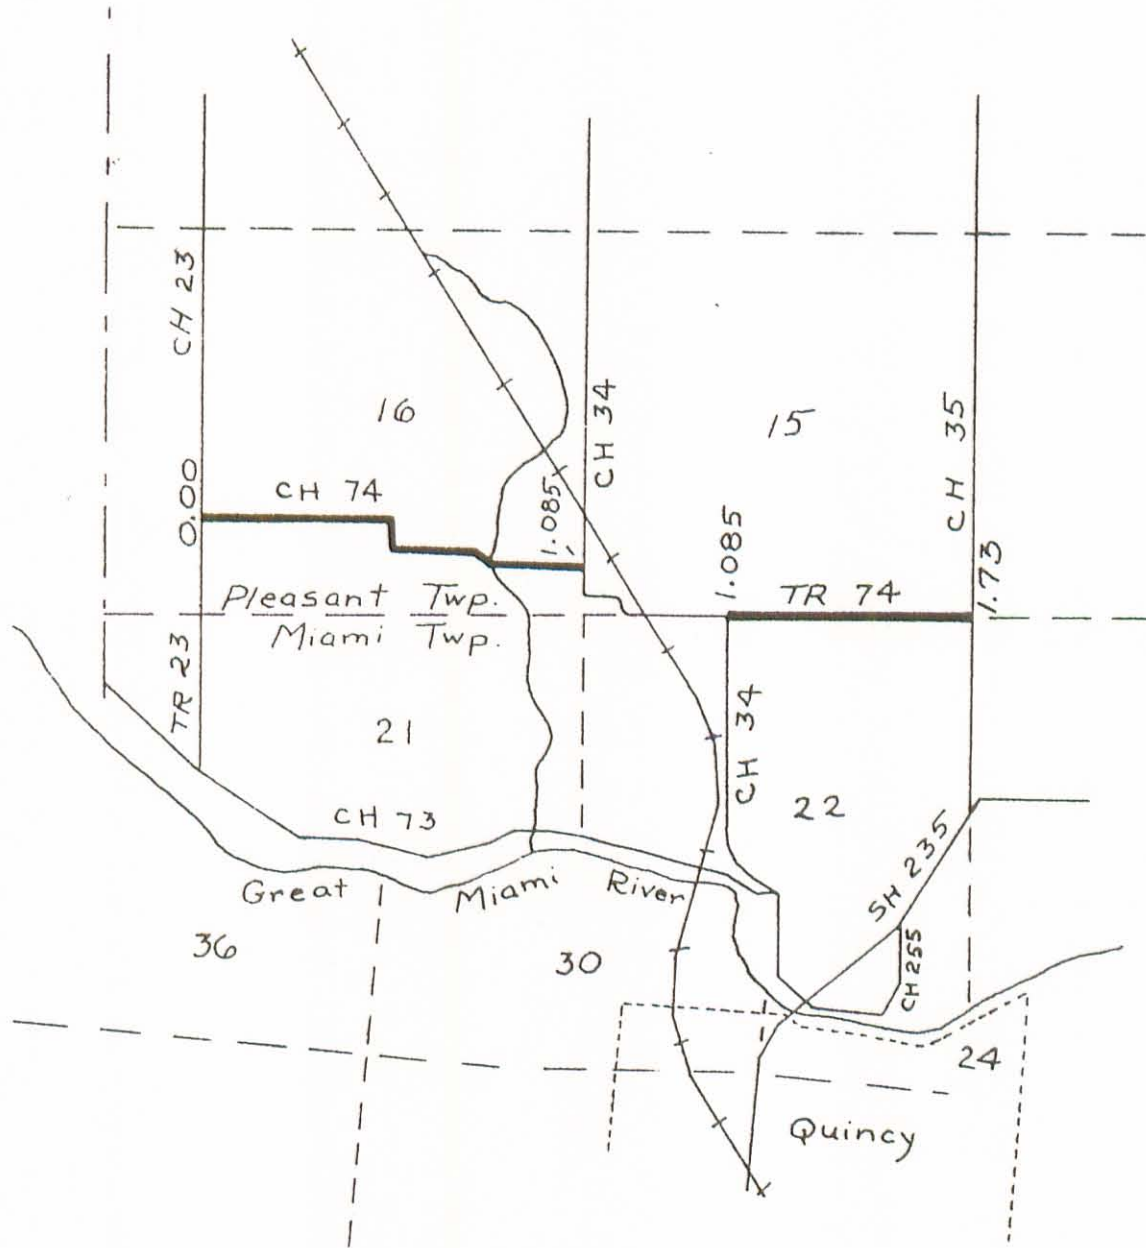 CH 23
16
CH 34
15
CH 35
0.00
CH 74
1.085
1.085
1.73
Pleasant Twp.
TR 74
Miami Twp.
TR 23
21
CH 34
22
CH 73
SH 235
Great Miami River
36
30
CH 255
24
Quincy